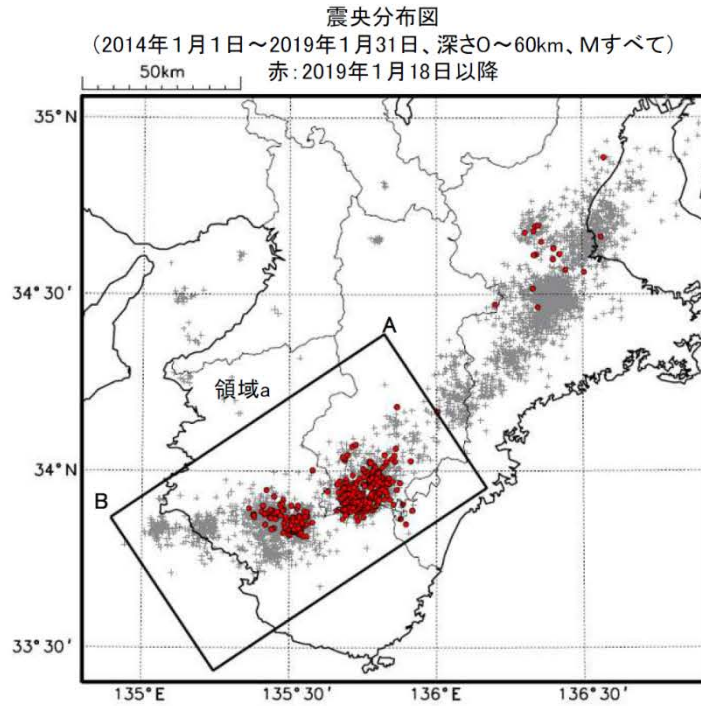 震央分布図
（2014年１月１日～2019年１月31日、深さ０～60km、Ｍすべて）
赤：2019年１月18日以降
50km
35°N
34°30′
34°N
33°30′
A
領域a
B
135°E
135°30′
136°E
136°30′